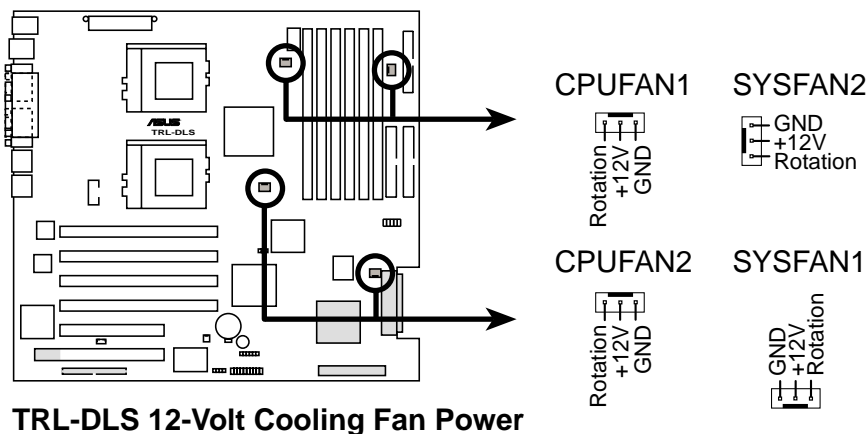 ASUS
TRL-DLS
CPUFAN1
Rotation
+12V
GND
SYSFAN2
GND
+12V
Rotation
CPUFAN2
Rotation
+12V
GND
SYSFAN1
GND
+12V
Rotation
TRL-DLS 12-Volt Cooling Fan Power